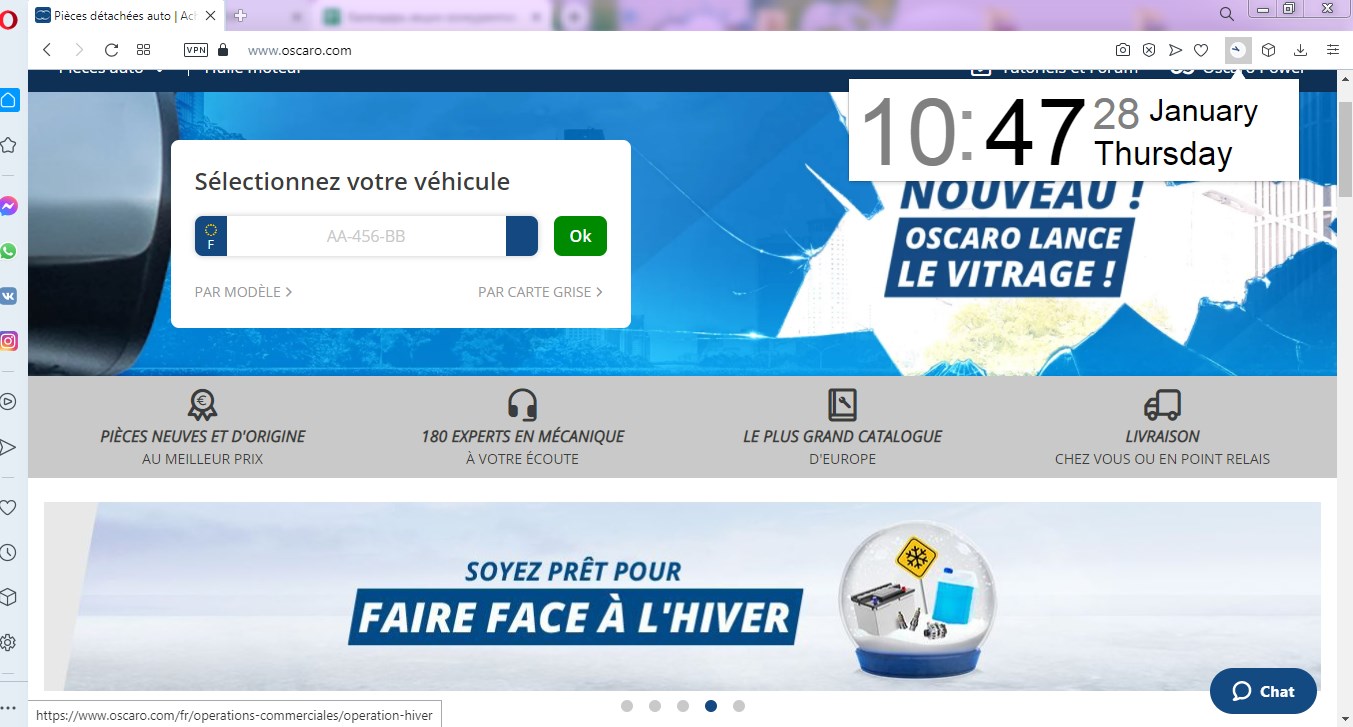 Pièces détachées auto | Ach
VPN
www.oscaro.com
Pièces auto
Huile moteur
Tutoriels et Forum
Oscaro Power
10:47
28 January
Thursday
Sélectionnez votre véhicule
F
AA-456-BB
Ok
PAR MODÈLE
PAR CARTE GRISE
NOUVEAU !
OSCARO LANCE
LE VITRAGE !
PIÈCES NEUVES ET D'ORIGINE
AU MEILLEUR PRIX
180 EXPERTS EN MÉCANIQUE
À VOTRE ÉCOUTE
LE PLUS GRAND CATALOGUE
D'EUROPE
LIVRAISON
CHEZ VOUS OU EN POINT RELAIS
SOYEZ PRÊT POUR
FAIRE FACE À L'HIVER
Chat
https://www.oscaro.com/fr/operations-commerciales/operation-hiver